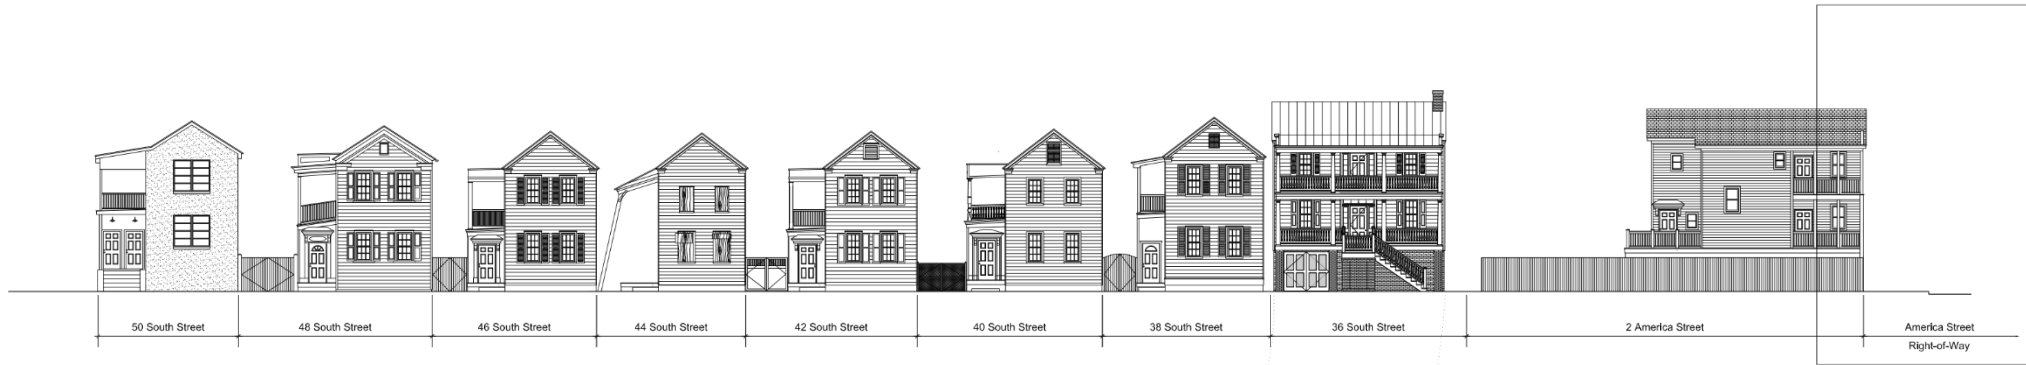 50 South Street
48 South Street
46 South Street
44 South Street
42 South Street
40 South Street
38 South Street
36 South Street
2 America Street
America Street
Right-of-Way